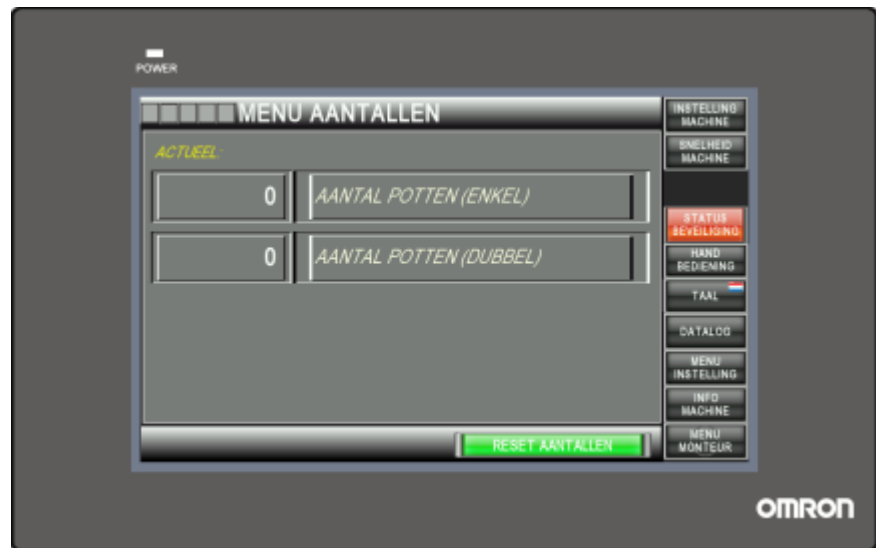 POWER
MENU AANTALLEN
ACTUEEL:
0 AANTAL POTTEN (ENKEL)
0 AANTAL POTTEN (DUBBEL)
RESET AANTALLEN
INSTELLING
MACHINE
SNELHEID
MACHINE
STATUS
BEVEILIGING
HAND
BEDIENING
TAAL
DATALOG
MENU
INSTELLING
INFO
MACHINE
MENU
MONTEUR
OMRON